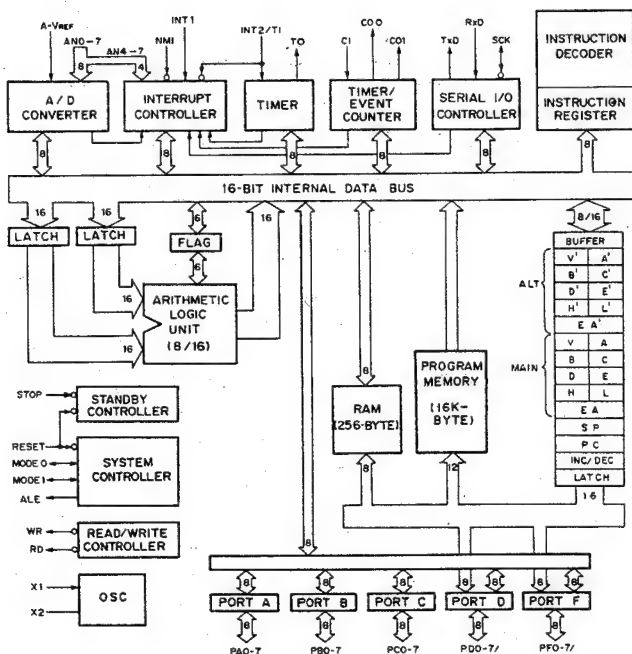 A-VREF
AN0-7
AN4-7
NMI
INT1
INT2/TI
TO
CI
CO0
CO1
TxD
RxD
SCK
8
4
A/D
CONVERTER
INTERRUPT
CONTROLLER
TIMER
TIMER/
EVENT
COUNTER
SERIAL I/O
CONTROLLER
INSTRUCTION
DECODER
INSTRUCTION
REGISTER
8
8
8
8
8
8
16-BIT INTERNAL DATA BUS
16
16
6
16
8/16
LATCH
LATCH
FLAG
6
16
16
ARITHMETIC
LOGIC
UNIT
(8/16)
BUFFER
V' A'
B' C'
D' E'
H' L'
EA'
ALT
V A
B C
D E
H L
EA
MAIN
SP
PC
INC/DEC
LATCH
16
8
RAM
(256-BYTE)
8
PROGRAM
MEMORY
(16K-
BYTE)
12
STOP
STANDBY
CONTROLLER
RESET
MODE0
MODE1
ALE
SYSTEM
CONTROLLER
WR
RD
READ/WRITE
CONTROLLER
X1
X2
OSC
8
8
8
8
8
8
8
8
PORT A
PORT B
PORT C
PORT D
PORT F
8
8
8
8
PA0-7
PB0-7
PC0-7
PD0-7/
PF0-7/